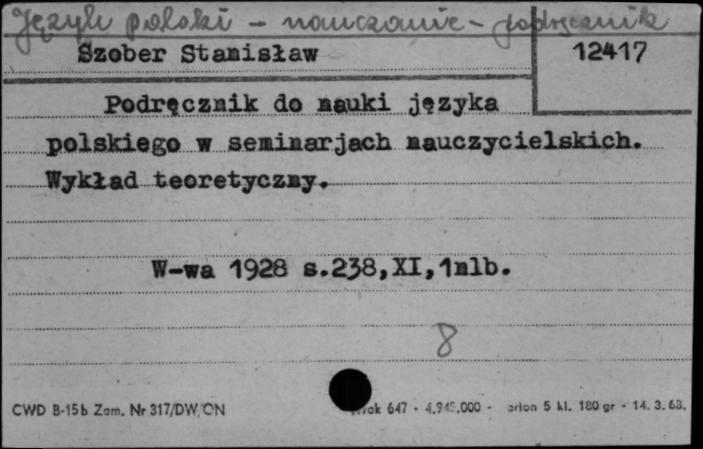 Język polski - nauczanie - podręcznik
Szober Stanisław
12417
Podręcznik do nauki języka
polskiego w seminarjach nauczycielskich.
Wykład teoretyczny.
W-wa 1928 s.238,XI,1nlb.
8
CWD B-15b Zam. Nr 317/DW/ON 647 - 4.945.000 - 5 kl. 180 gr - 14. 3. 63.